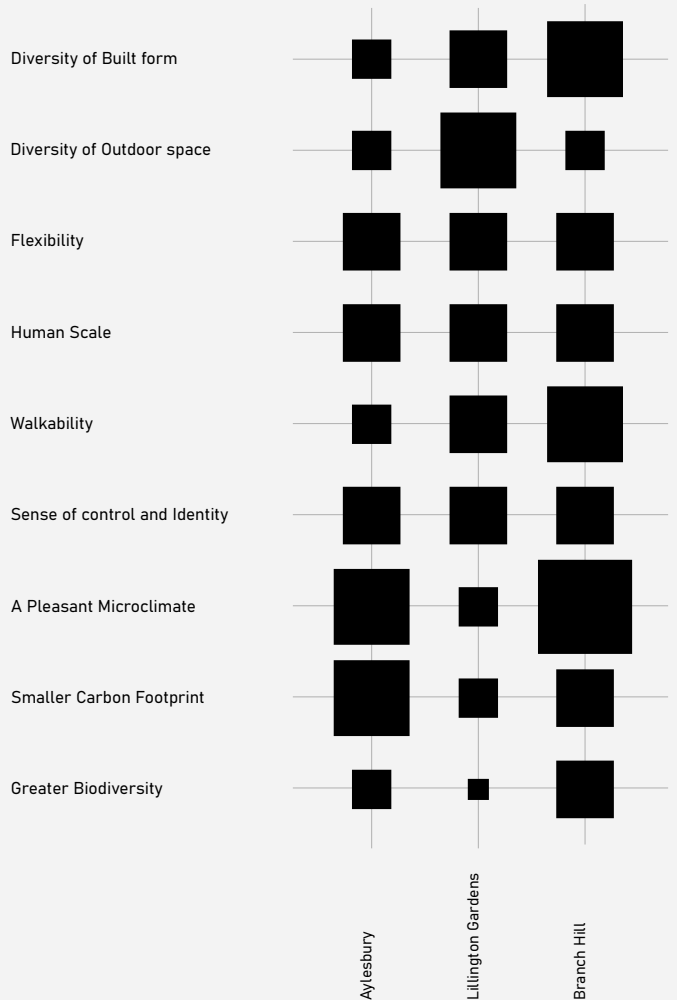 Diversity of Built form
Diversity of Outdoor space
Flexibility
Human Scale
Walkability
Sense of control and Identity
A Pleasant Microclimate
Smaller Carbon Footprint
Greater Biodiversity
Aylesbury
Lillington Gardens
Branch Hill